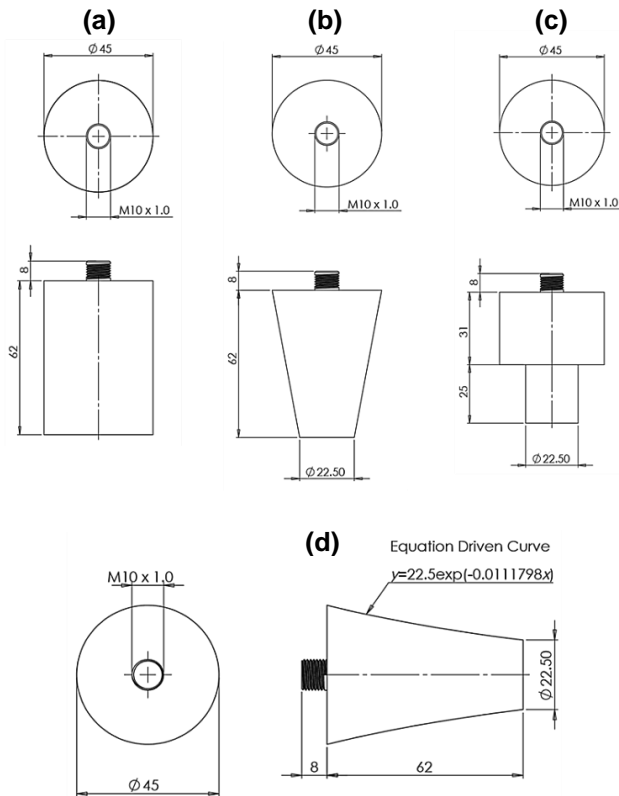 (a)
(b)
(c)
Ø45
Ø45
Ø45
M10 x 1.0
M10 x 1.0
M10 x 1.0
8
62
8
62
Ø22.50
8
31
25
Ø22.50
(d)
Equation Driven Curve
y=22.5exp(-0.0111798x)
M10 x 1.0
Ø45
8
62
Ø22.50